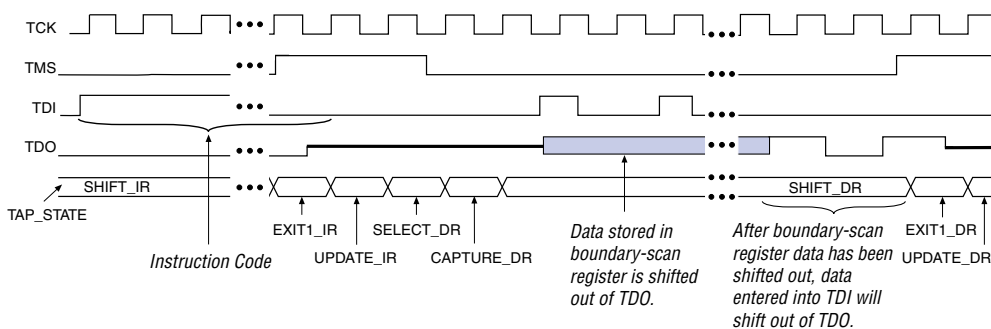 TCK
TMS
TDI
TDO
SHIFT_IR
SHIFT_DR
TAP_STATE
EXIT1_IR
SELECT_DR
UPDATE_IR
CAPTURE_DR
Instruction Code
Data stored in
boundary-scan
register is shifted
out of TDO.
After boundary-scan
register data has been
shifted out, data
entered into TDI will
shift out of TDO.
EXIT1_DR
UPDATE_DR